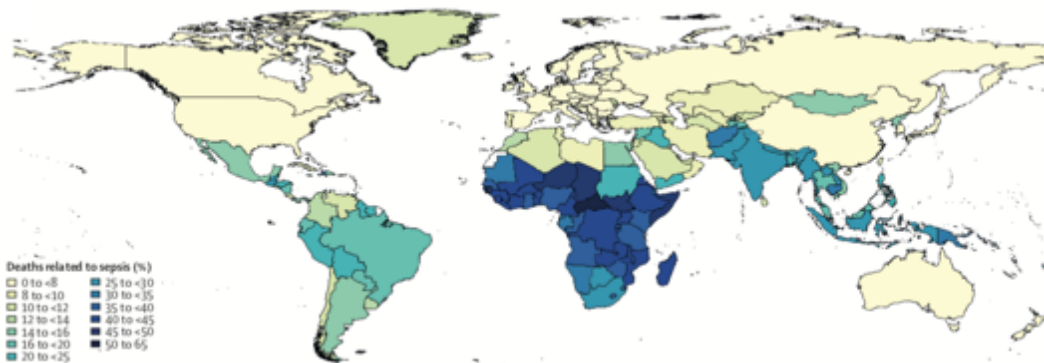 Deaths related to sepsis (%)
0 to <8
8 to <10
10 to <12
12 to <14
14 to <16
16 to <20
20 to <25
25 to <30
30 to <35
35 to <40
40 to <45
45 to <50
50 to 65